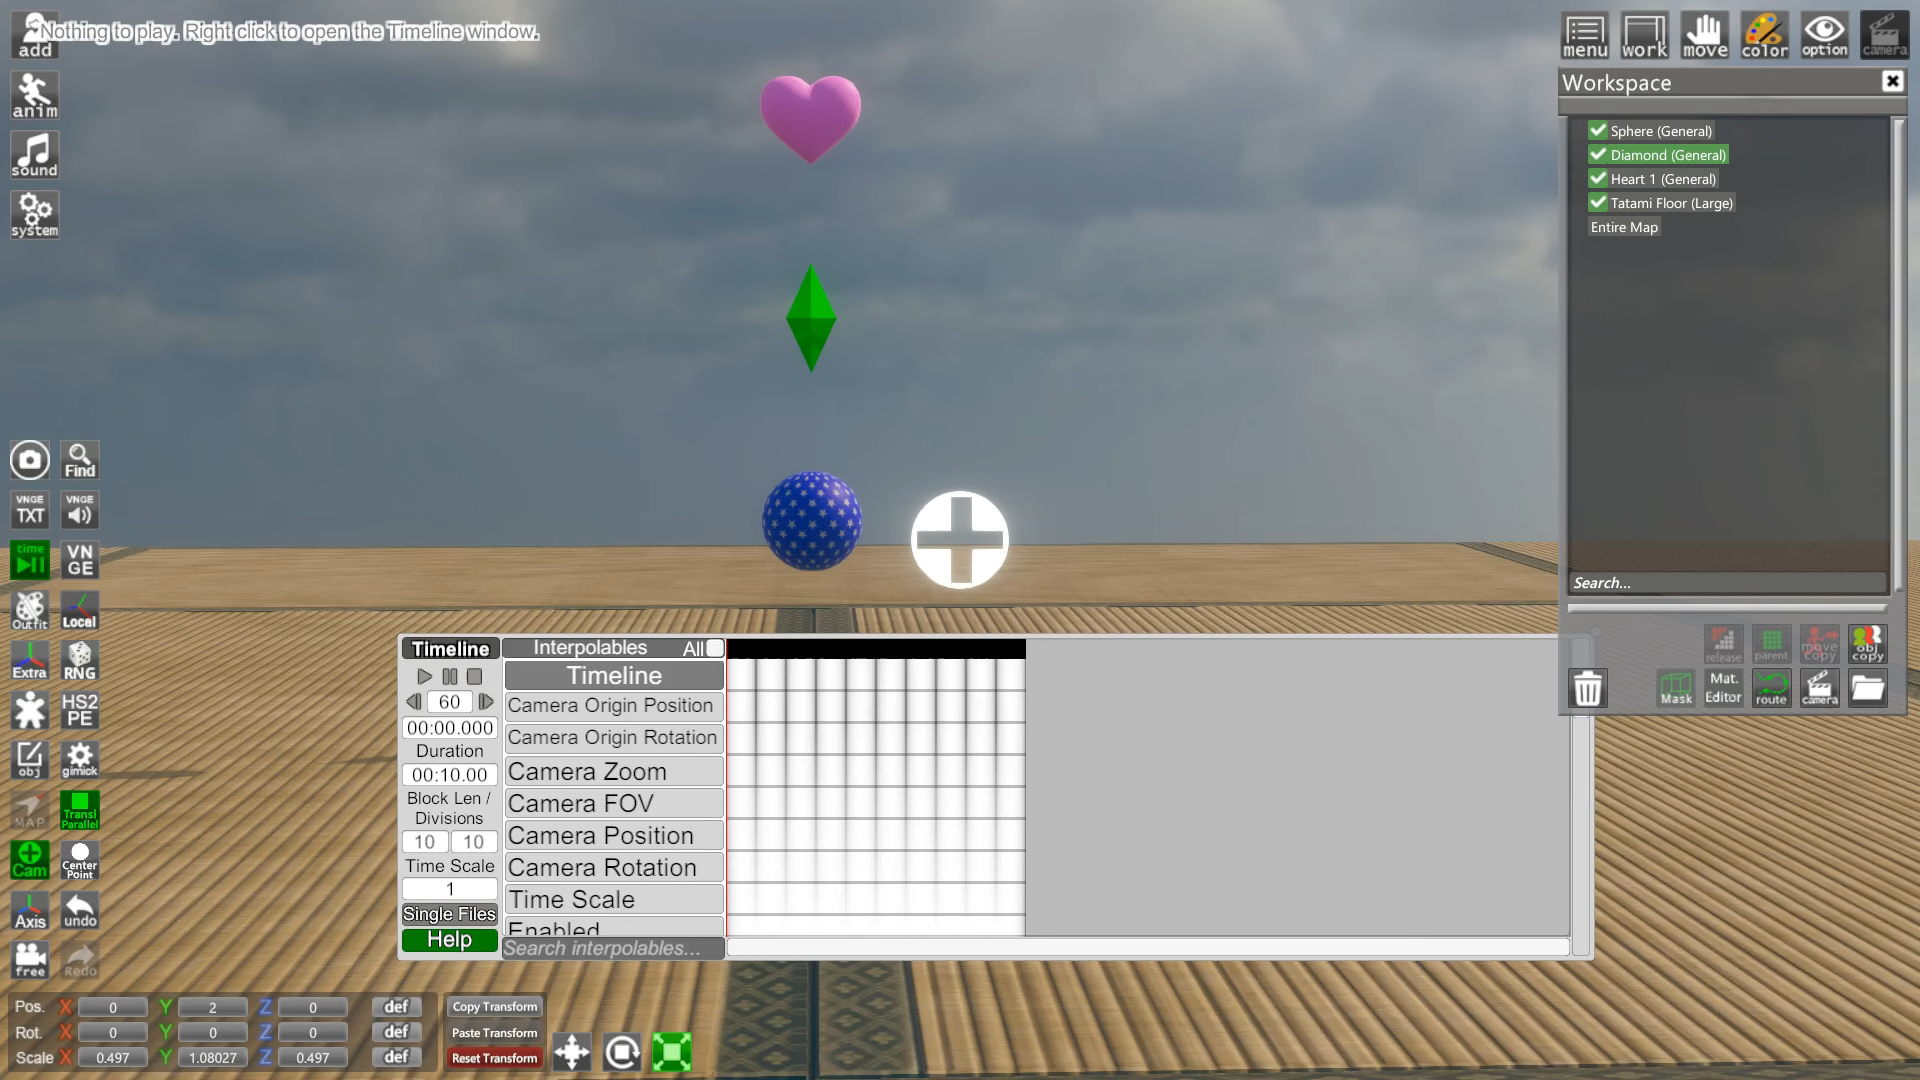 Nothing to play. Right click to open the Timeline window.
add
anim
sound
system
menu
work
move
color
option
camera
Workspace
Sphere (General)
Diamond (General)
Heart 1 (General)
Tatami Floor (Large)
Entire Map
Search...
release
parent
move copy
obj copy
Mask
Mat. Editor
route
camera
Find
VNGE TXT
VNGE
time
VN GE
Outfit
Local
Extra
RNG
HS2 PE
obj
gimick
MAP
Transl Parallel
Cam
Center Point
Axis
undo
free
Redo
Timeline
60
00:00.000
Duration
00:10.00
Block Len /
Divisions
10 10
Time Scale
1
Single Files
Help
Interpolables All
Timeline
Camera Origin Position
Camera Origin Rotation
Camera Zoom
Camera FOV
Camera Position
Camera Rotation
Time Scale
Enabled
Search interpolables...
Pos. X 0 Y 2 Z 0 def
Rot. X 0 Y 0 Z 0 def
Scale X 0.497 Y 1.08027 Z 0.497 def
Copy Transform
Paste Transform
Reset Transform